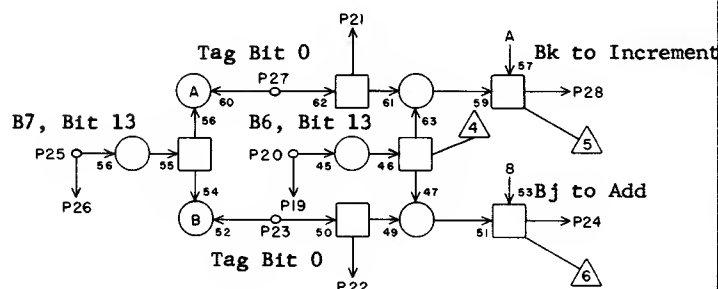 P21
Tag Bit 0
A
Bk to Increment
P27
A
57
60
62
61
59
P28
56
63
B7, Bit 13
B6, Bit 13
4
5
P25
56
55
P20
45
46
54
47
8
53
Bj to Add
P26
P19
B
P23
52
50
49
51
P24
Tag Bit 0
6
P22